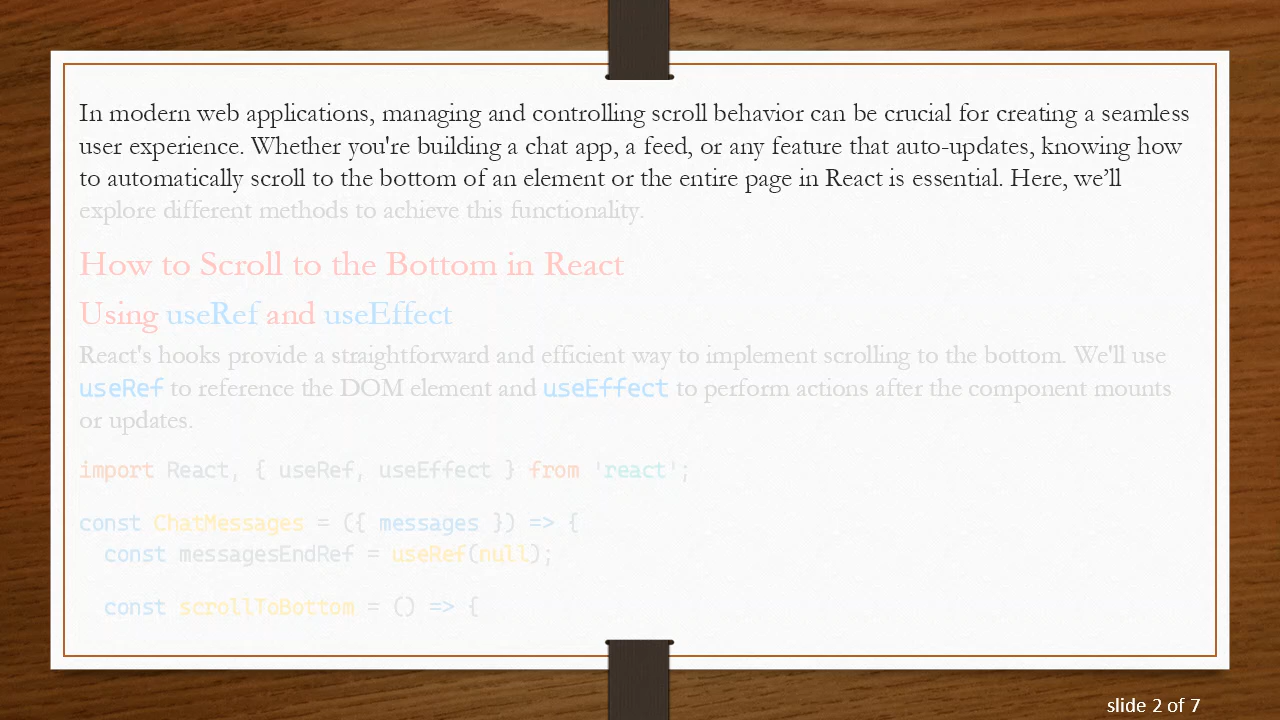 In modern web applications, managing and controlling scroll behavior can be crucial for creating a seamless
user experience. Whether you're building a chat app, a feed, or any feature that auto-updates, knowing how
to automatically scroll to the bottom of an element or the entire page in React is essential. Here, we’ll
explore different methods to achieve this functionality.
How to Scroll to the Bottom in React
Using useRef and useEffect
React's hooks provide a straightforward and efficient way to implement scrolling to the bottom. We'll use
useRef to reference the DOM element and useEffect to perform actions after the component mounts
or updates.
import React, { useRef, useEffect } from 'react';
const ChatMessages = ({ messages }) => {
  const messagesEndRef = useRef(null);
  const scrollToBottom = () => {
slide 2 of 7